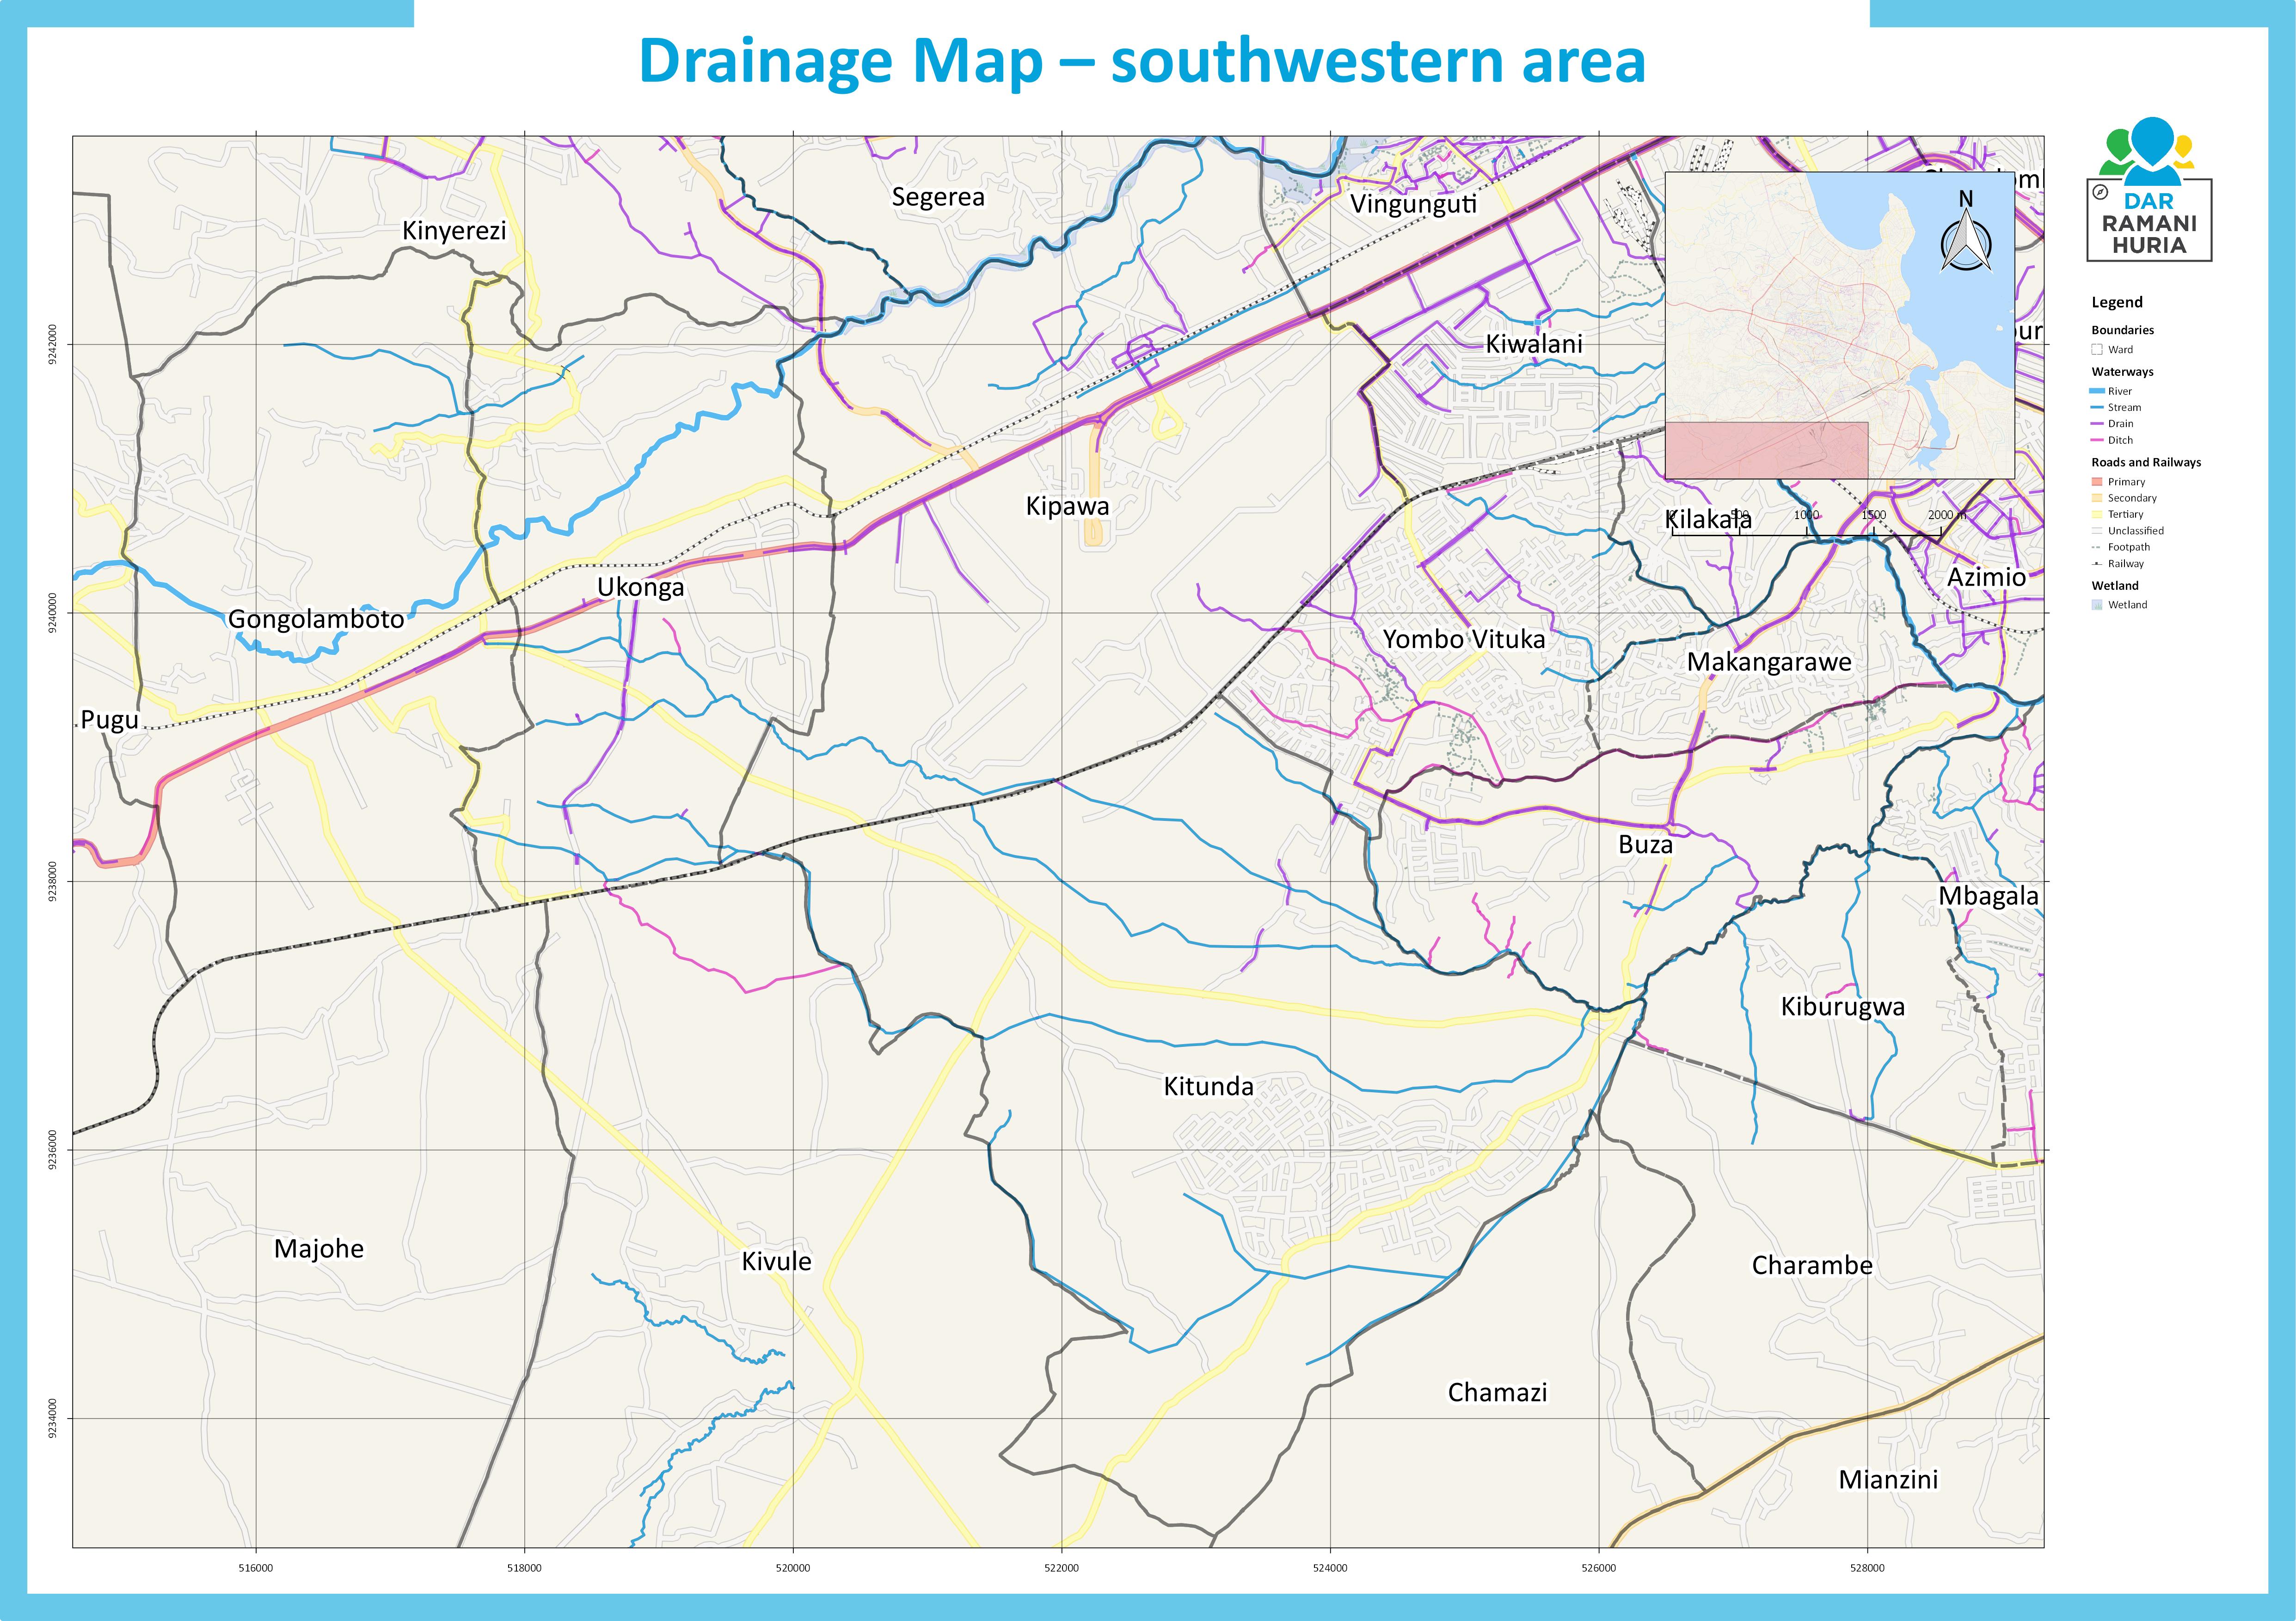 Drainage Map – southwestern area
Segerea
Vingunguti
Kinyerezi
N
Kiwalani
Kipawa
Kilakala
500
1000
1500
2000 m
Ukonga
Azimio
Gongolamboto
Yombo Vituka
Makangarawe
Pugu
Buza
Mbagala
Kiburugwa
Kitunda
Majohe
Kivule
Charambe
Chamazi
Mianzini
9242000
9240000
9238000
9236000
9234000
516000
518000
520000
522000
524000
526000
528000
DAR
RAMANI
HURIA
Legend
Boundaries
Ward
Waterways
River
Stream
Drain
Ditch
Roads and Railways
Primary
Secondary
Tertiary
Unclassified
Footpath
Railway
Wetland
Wetland